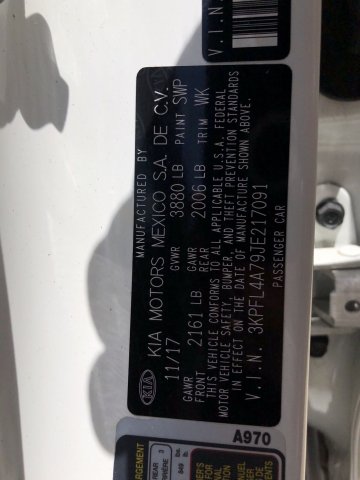 V.I.N.
MANUFACTURED BY
KIA KIA MOTORS MEXICO S.A. DE C.V.
11/17 GVWR 3880 LB PAINT SWP
GAWR FRONT 2161 LB GAWR REAR 2006 LB TRIM WK
THIS VEHICLE CONFORMS TO ALL APPLICABLE U.S.A. FEDERAL
MOTOR VEHICLE SAFETY, BUMPER, AND THEFT PREVENTION STANDARDS
IN EFFECT ON THE DATE OF MANUFACTURE SHOWN ABOVE.
V.I.N. 3KPFL4A79JE217091
PASSENGER CAR
A970
REAR 3